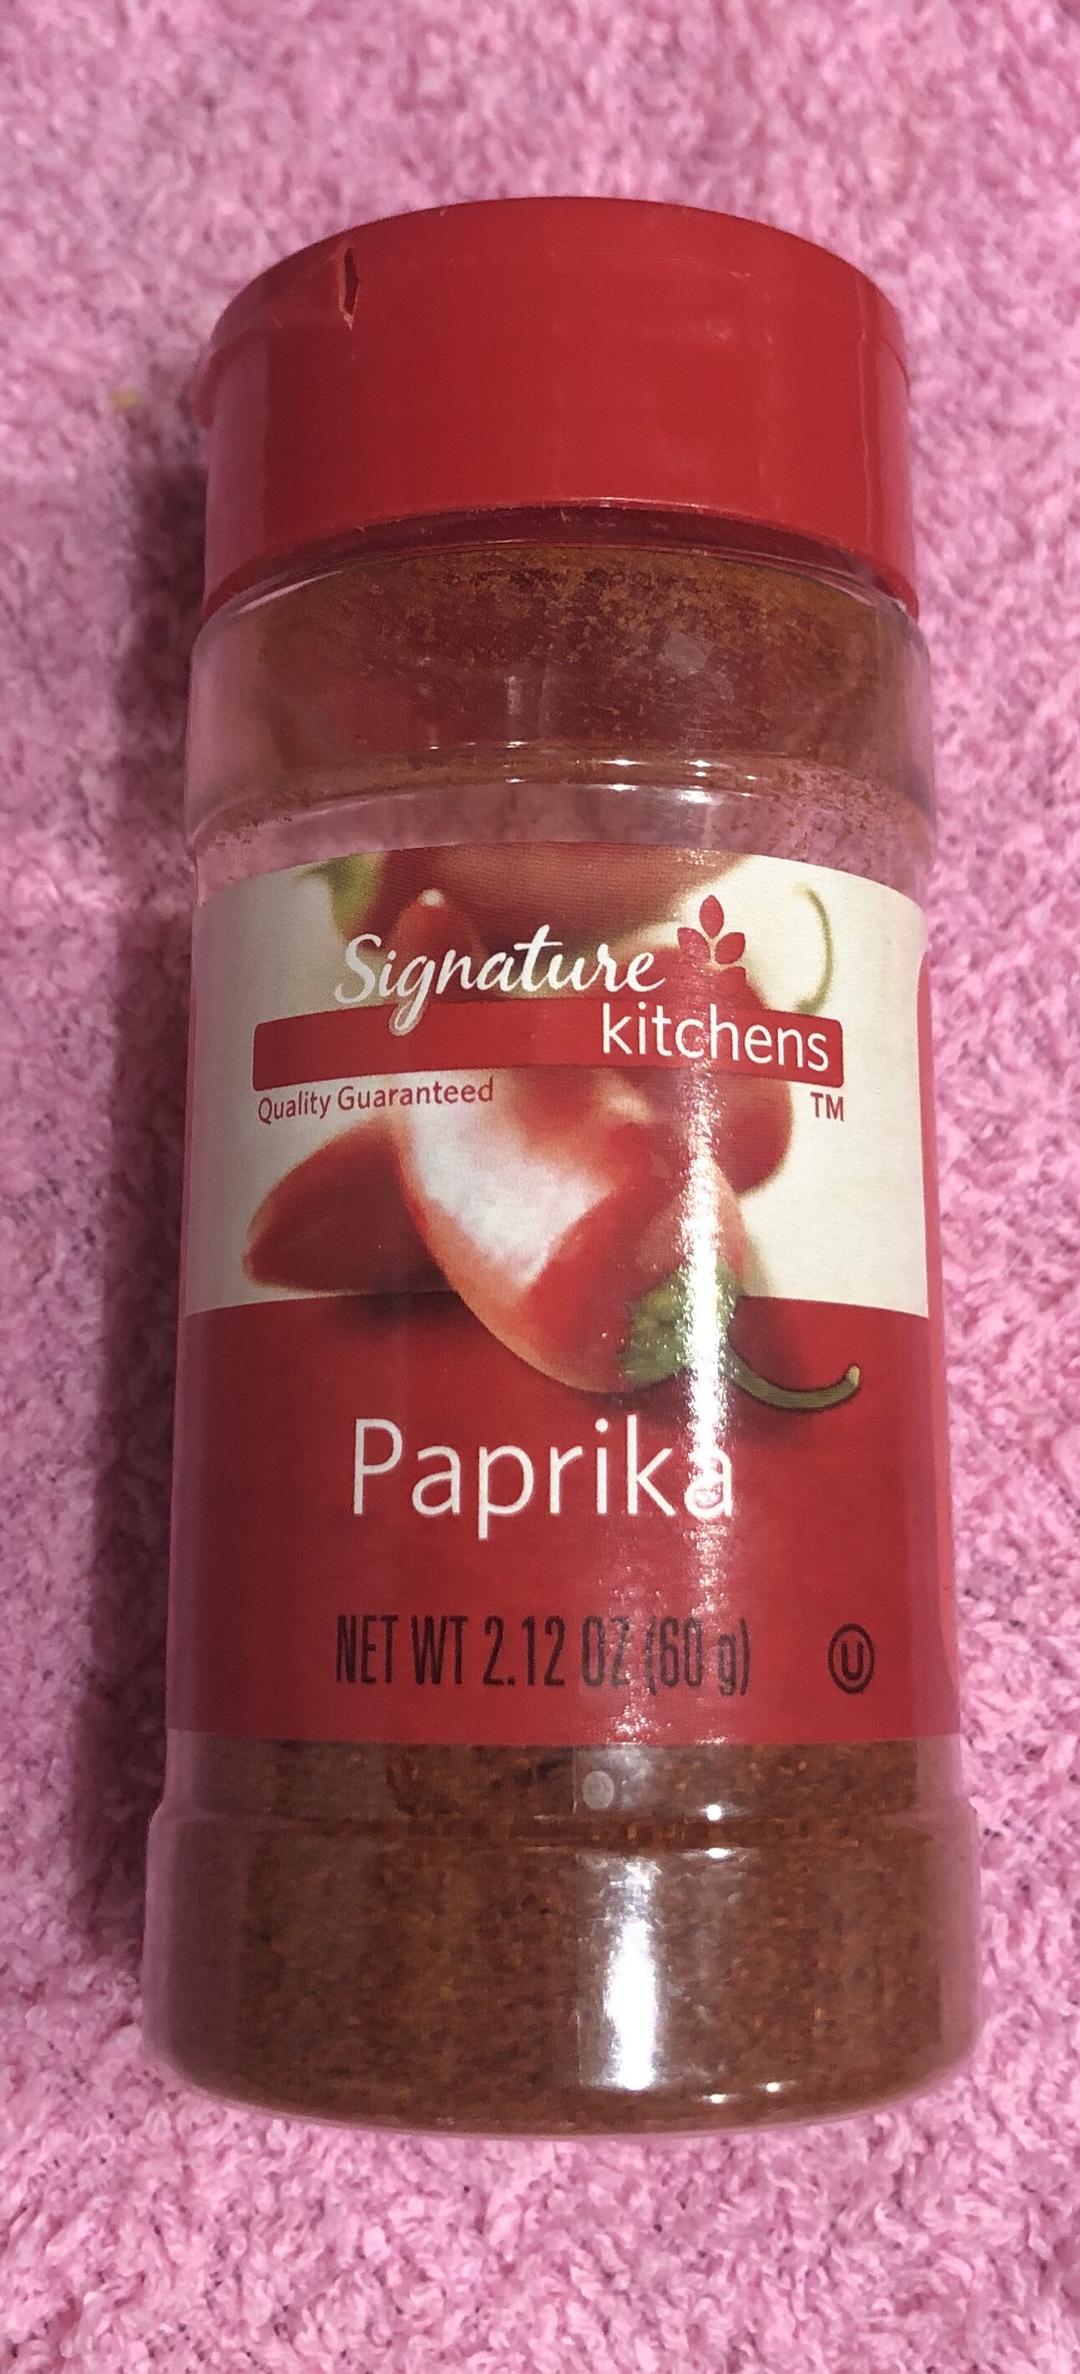 Signature
kitchens
Quality Guaranteed
TM
Paprika
NET WT 2.12 OZ (60 g)
U